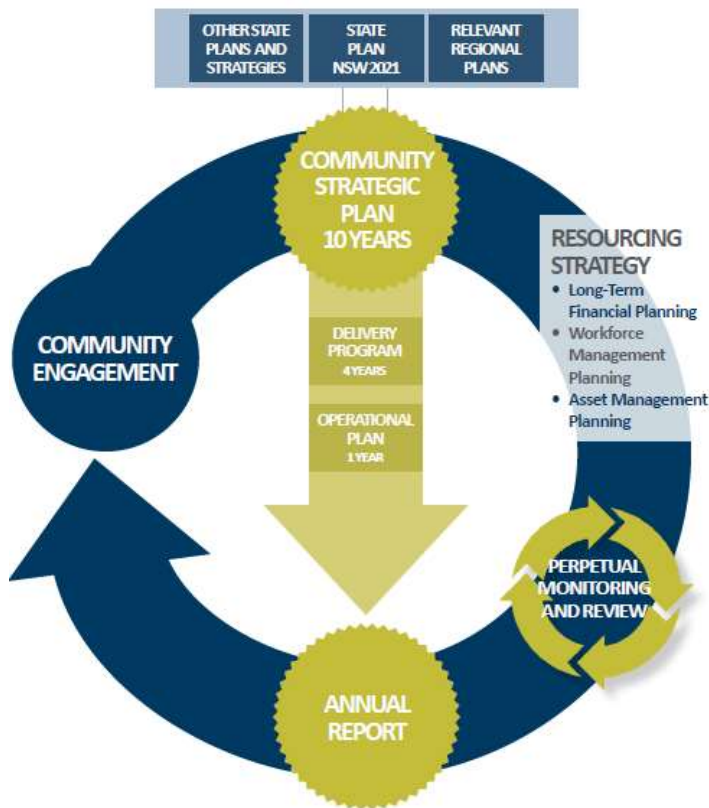 OTHER STATE
PLANS AND
STRATEGIES
STATE
PLAN
NSW 2021
RELEVANT
REGIONAL
PLANS
COMMUNITY
STRATEGIC
PLAN
10 YEARS
RESOURCING
STRATEGY
• Long-Term
Financial Planning
• Workforce
Management
Planning
• Asset Management
Planning
COMMUNITY
ENGAGEMENT
DELIVERY
PROGRAM
4 YEARS
OPERATIONAL
PLAN
1 YEAR
PERPETUAL
MONITORING
AND REVIEW
ANNUAL
REPORT